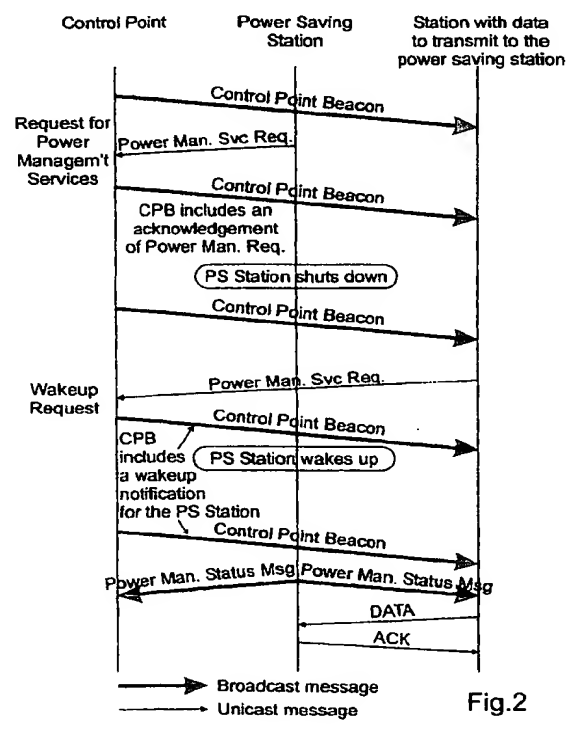 Control Point
Power Saving
Station
Station with data
to transmit to the
power saving station
Control Point Beacon
Request for
Power
Managem't
Services
Power Man. Svc Req.
Control Point Beacon
CPB includes an
acknowledgement
of Power Man. Req.
PS Station shuts down
Control Point Beacon
Power Man. Svc Req.
Wakeup
Request
Control Point Beacon
CPB
includes
a wakeup
notification
for the PS Station
PS Station wakes up
Control Point Beacon
Power Man. Status Msg
Power Man. Status Msg
DATA
ACK
Broadcast message
Unicast message
Fig.2